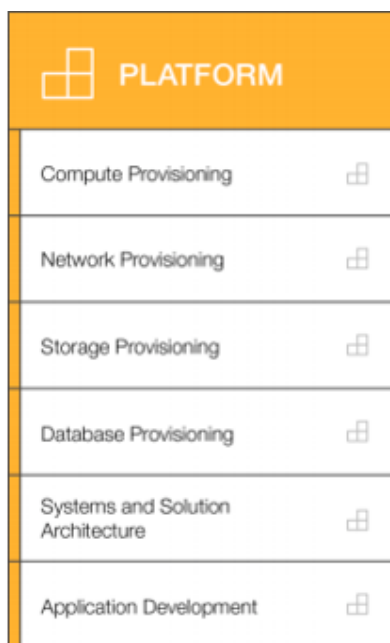 PLATFORM
Compute Provisioning
Network Provisioning
Storage Provisioning
Database Provisioning
Systems and Solution
Architecture
Application Development